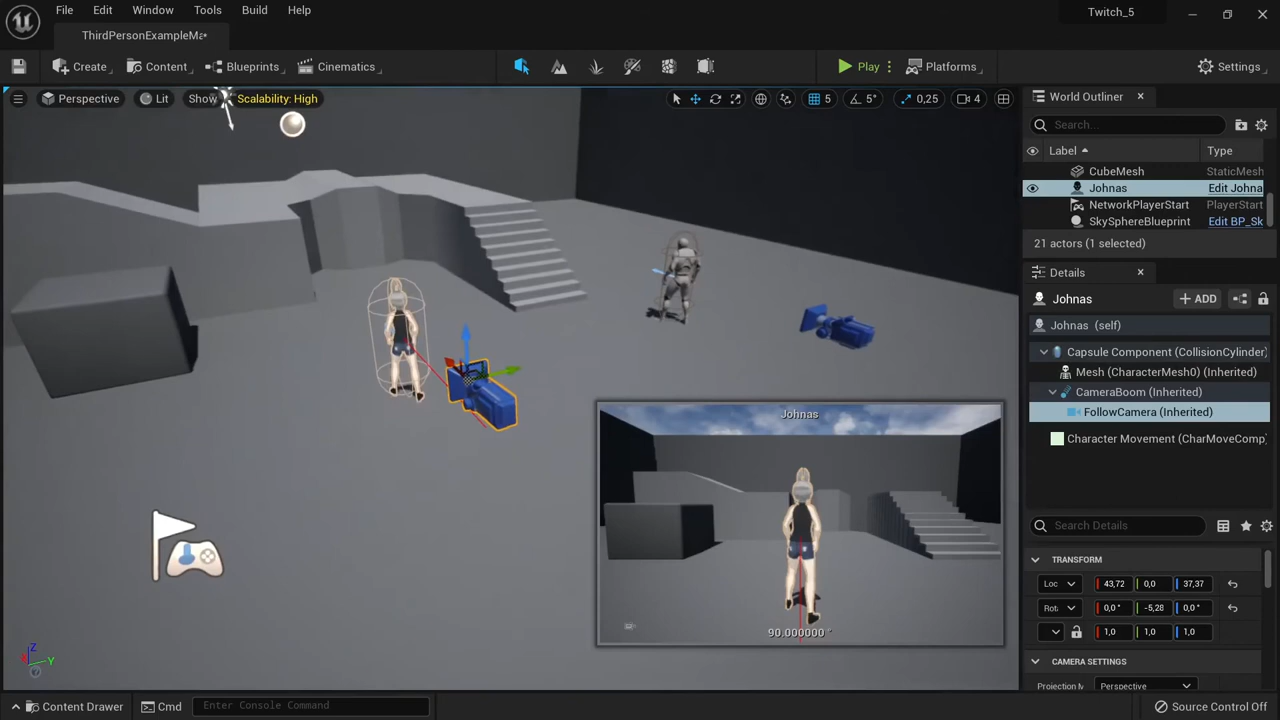 File Edit Window Tools Build Help
Twitch_5
ThirdPersonExampleMa•
Create Content Blueprints Cinematics
Play Platforms Settings
Perspective Lit Show Scalability: High
5 5° 0,25 4
World Outliner
Search...
Label Type
CubeMesh StaticMesh
Johnas Edit Johna
NetworkPlayerStart PlayerStart
SkySphereBlueprint Edit BP_Sk
21 actors (1 selected)
Details
Johnas + ADD
Johnas (self)
Capsule Component (CollisionCylinder)
Mesh (CharacterMesh0) (Inherited)
CameraBoom (Inherited)
FollowCamera (Inherited)
Character Movement (CharMoveComp)
Search Details
TRANSFORM
Loc 43,72 0,0 37,37
Rot 0,0° -5,28 0,0°
1,0 1,0 1,0
CAMERA SETTINGS
Projection M Perspective
Johnas
90.000000 °
Z
X Y
Content Drawer Cmd Enter Console Command
Source Control Off